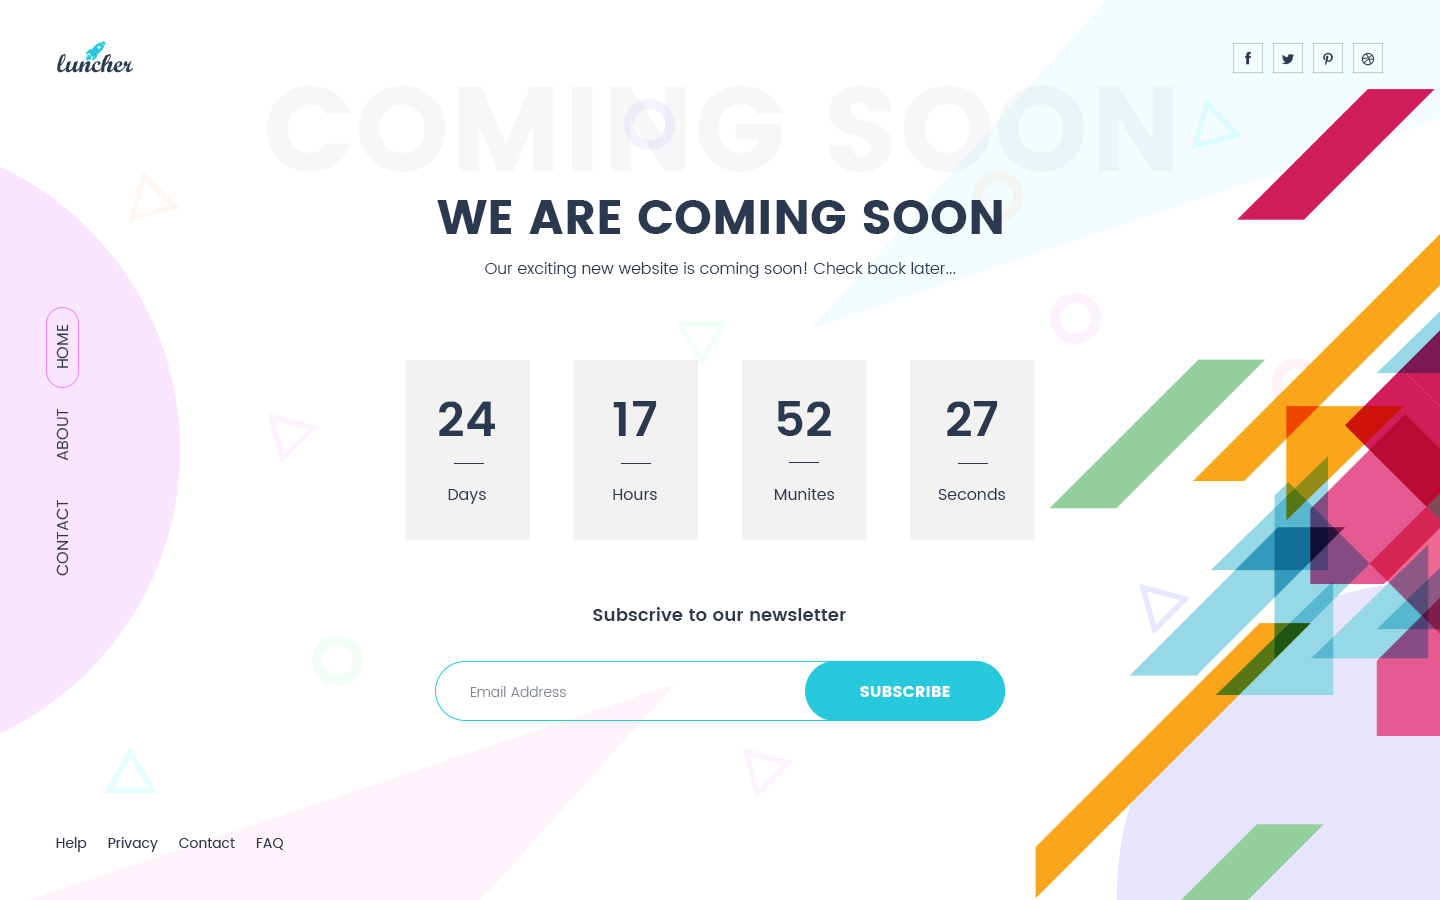 luncher
COMING SOON
WE ARE COMING SOON
Our exciting new website is coming soon! Check back later...
HOME
ABOUT
CONTACT
24 17 52 27
Days Hours Munites Seconds
Subscrive to our newsletter
Email Address SUBSCRIBE
Help Privacy Contact FAQ